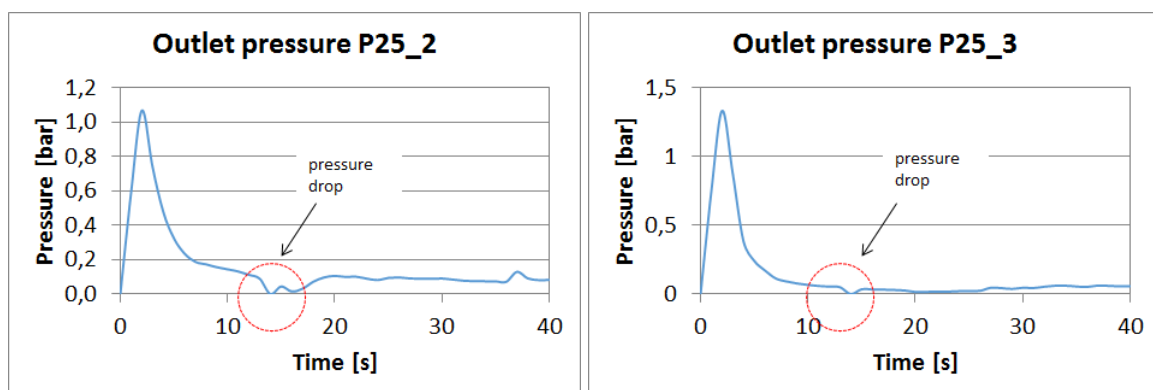 Outlet pressure P25_2
1,2
1,0
0,8
0,6
0,4
0,2
0,0
Pressure [bar]
pressure
drop
0
10
20
30
40
Time [s]
Outlet pressure P25_3
1,5
1
0,5
0
Pressure [bar]
pressure
drop
0
10
20
30
40
Time [s]